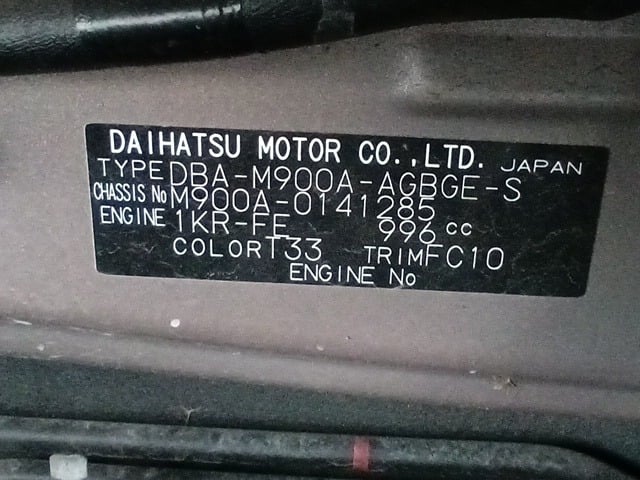 DAIHATSU MOTOR CO.,LTD. JAPAN
TYPE DBA-M900A-AGBGE-S
CHASSIS No M900A-0141285
ENGINE 1KR-FE 996 cc
COLOR T33 TRIM FC10
ENGINE No